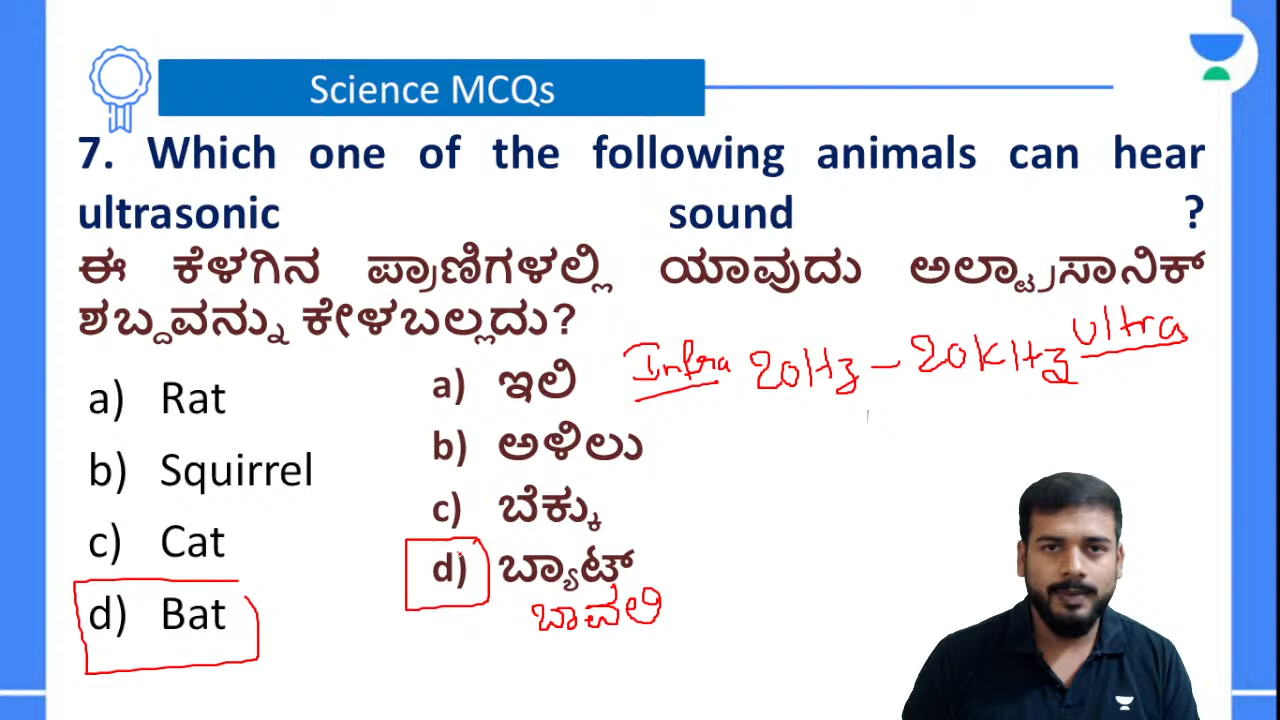 Science MCQs
7. Which one of the following animals can hear
ultrasonic sound ?
ಈ ಕೆಳಗಿನ ಪ್ರಾಣಿಗಳಲ್ಲಿ ಯಾವುದು ಅಲ್ಟ್ರಾಸಾನಿಕ್
ಶಬ್ದವನ್ನು ಕೇಳಬಲ್ಲದು?
Infra 20Hz – 20KHz Ultra
a) Rat
b) Squirrel
c) Cat
d) Bat
a) ಇಲಿ
b) ಅಳಿಲು
c) ಬೆಕ್ಕು
d) ಬ್ಯಾಟ್
ಬಾವಲಿ